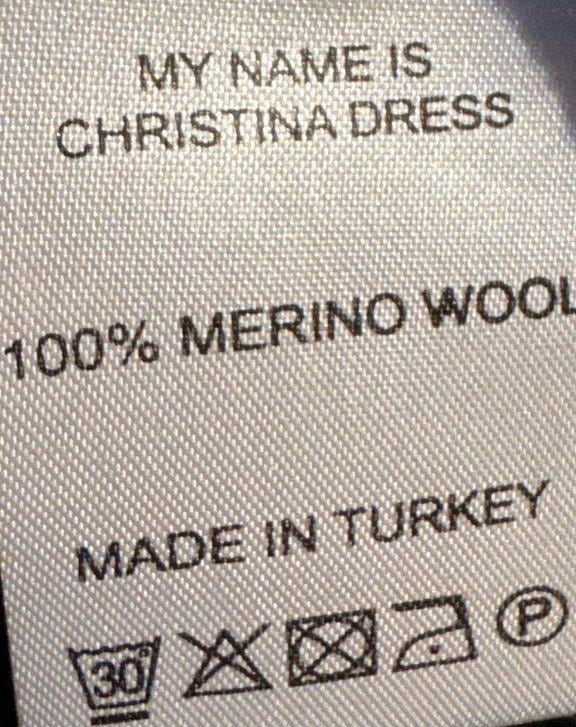 MY NAME IS
CHRISTINA DRESS
100% MERINO WOOL
MADE IN TURKEY
30° P